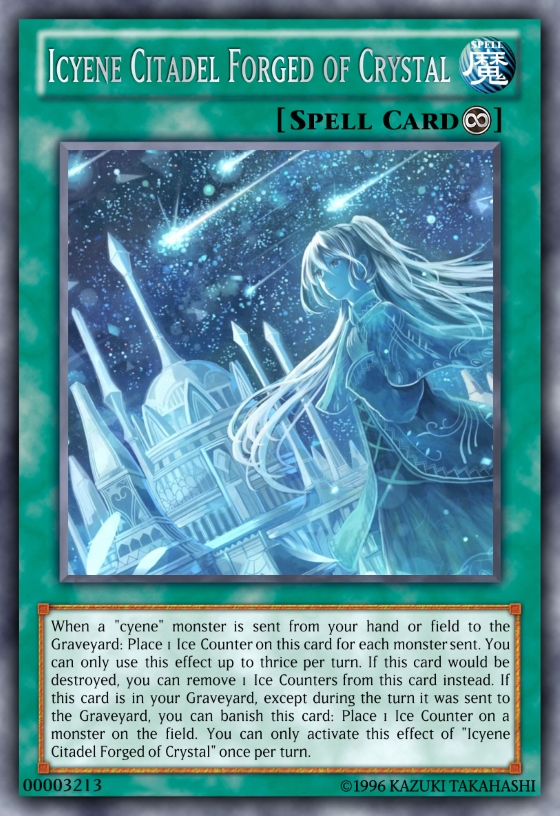 Icyene Citadel Forged of Crystal
SPELL
魔
[Spell Card]
When a "cyene" monster is sent from your hand or field to the
Graveyard: Place 1 Ice Counter on this card for each monster sent. You
can only use this effect up to thrice per turn. If this card would be
destroyed, you can remove 1 Ice Counters from this card instead. If
this card is in your Graveyard, except during the turn it was sent to
the Graveyard, you can banish this card: Place 1 Ice Counter on a
monster on the field. You can only activate this effect of "Icyene
Citadel Forged of Crystal" once per turn.
00003213
©1996 KAZUKI TAKAHASHI